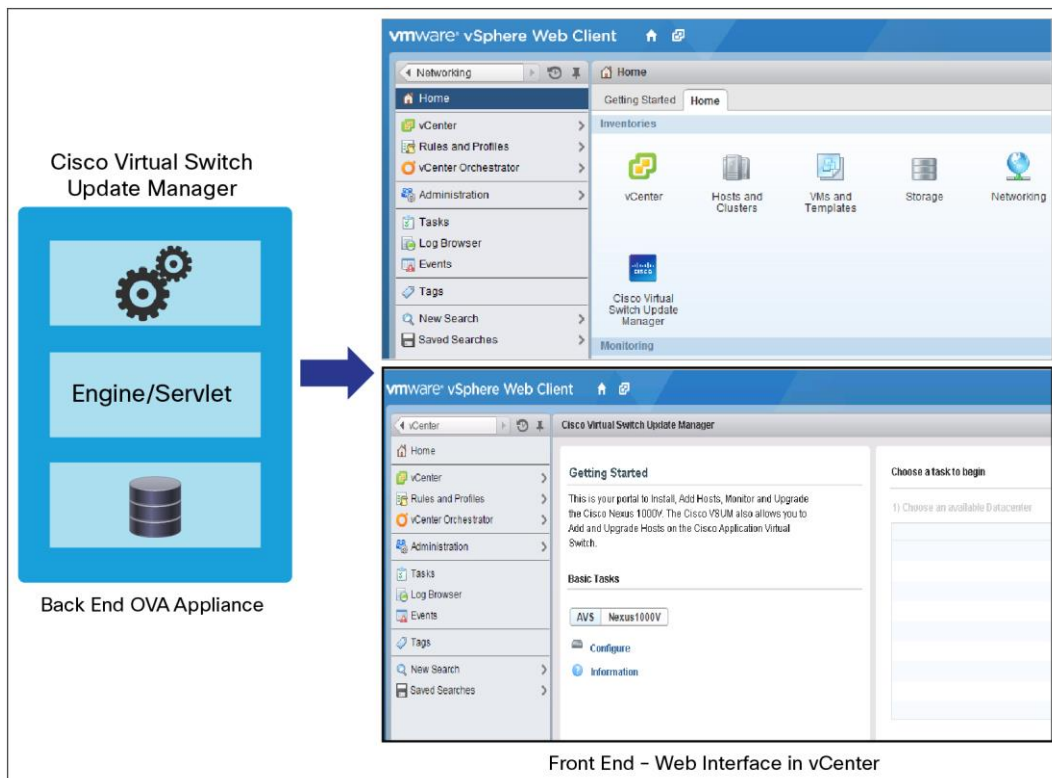 Cisco Virtual Switch
Update Manager
Engine/Servlet
Back End OVA Appliance
vmware® vSphere Web Client
Networking
Home
vCenter
Rules and Profiles
vCenter Orchestrator
Administration
Tasks
Log Browser
Events
Tags
New Search
Saved Searches
Home
Getting Started
Home
Inventories
vCenter
Hosts and
Clusters
VMs and
Templates
Storage
Networking
cisco
Cisco Virtual
Switch Update
Manager
Monitoring
vmware® vSphere Web Client
vCenter
Home
vCenter
Rules and Profiles
vCenter Orchestrator
Administration
Tasks
Log Browser
Events
Tags
New Search
Saved Searches
Cisco Virtual Switch Update Manager
Getting Started
This is your portal to Install, Add Hosts, Monitor and Upgrade
the Cisco Nexus 1000V. The Cisco VSUM also allows you to
Add and Upgrade Hosts on the Cisco Application Virtual
Switch.
Basic Tasks
AVS Nexus1000V
Configure
Information
Choose a task to begin
1) Choose an available Datacenter
Front End – Web Interface in vCenter